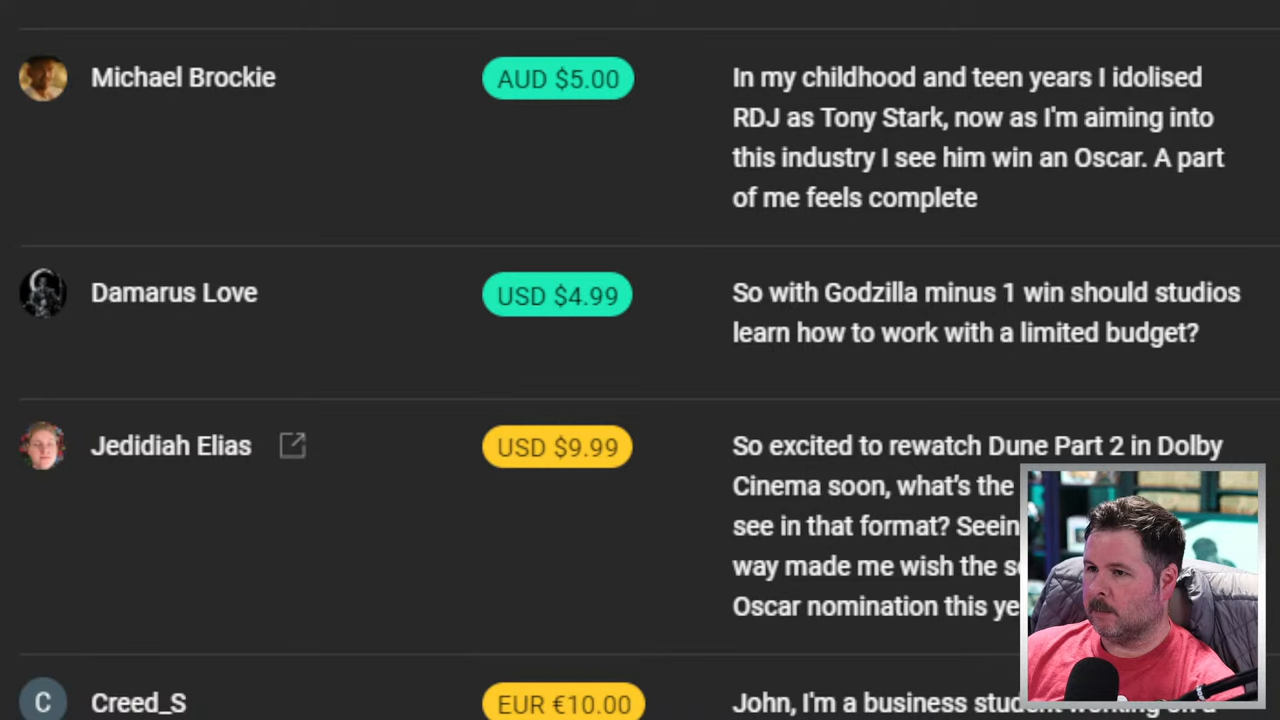 Michael Brockie
AUD $5.00
In my childhood and teen years I idolised
RDJ as Tony Stark, now as I'm aiming into
this industry I see him win an Oscar. A part
of me feels complete
Damarus Love
USD $4.99
So with Godzilla minus 1 win should studios
learn how to work with a limited budget?
Jedidiah Elias
USD $9.99
So excited to rewatch Dune Part 2 in Dolby
Cinema soon, what's the
see in that format?
way made me wish the
Oscar nomination this
C
Creed_S
EUR €10.00
John, I'm a business